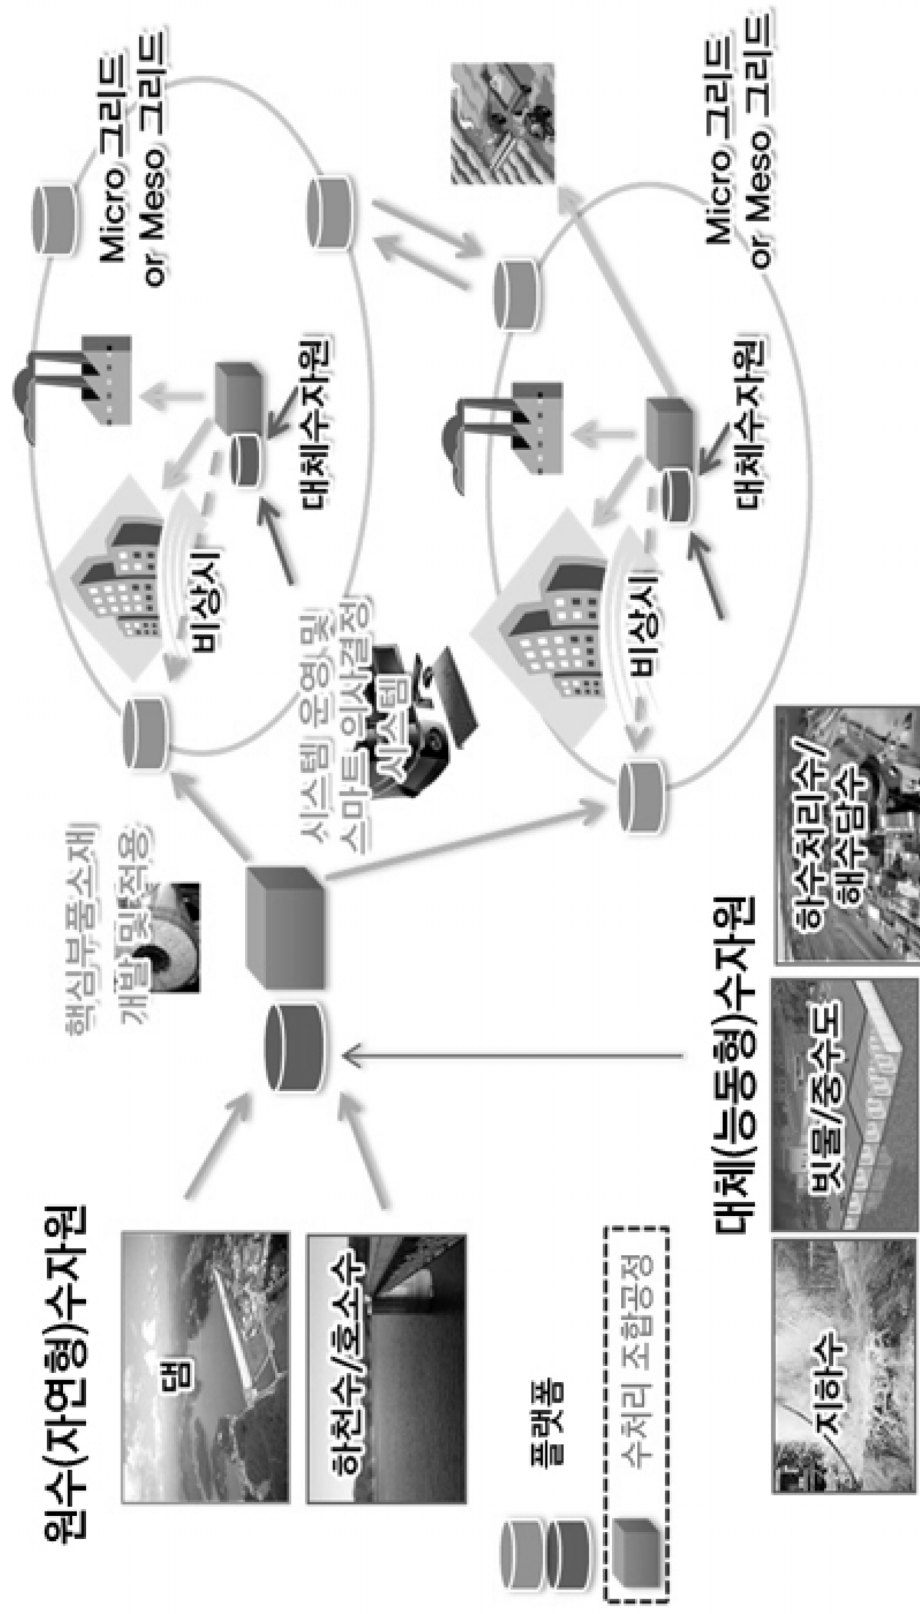 원수(자연형)수자원
댐
하천수/호소수
플랫폼
수처리 조합공정
핵심부품소재
개발 및 적용
시스템 운영 및
스마트 의사결정
시스템
대체(능동형)수자원
지하수
빗물/중수도
하수처리수/
해수담수
Micro 그리드
or Meso 그리드
비상시
대체수자원
Micro 그리드
or Meso 그리드
비상시
대체수자원